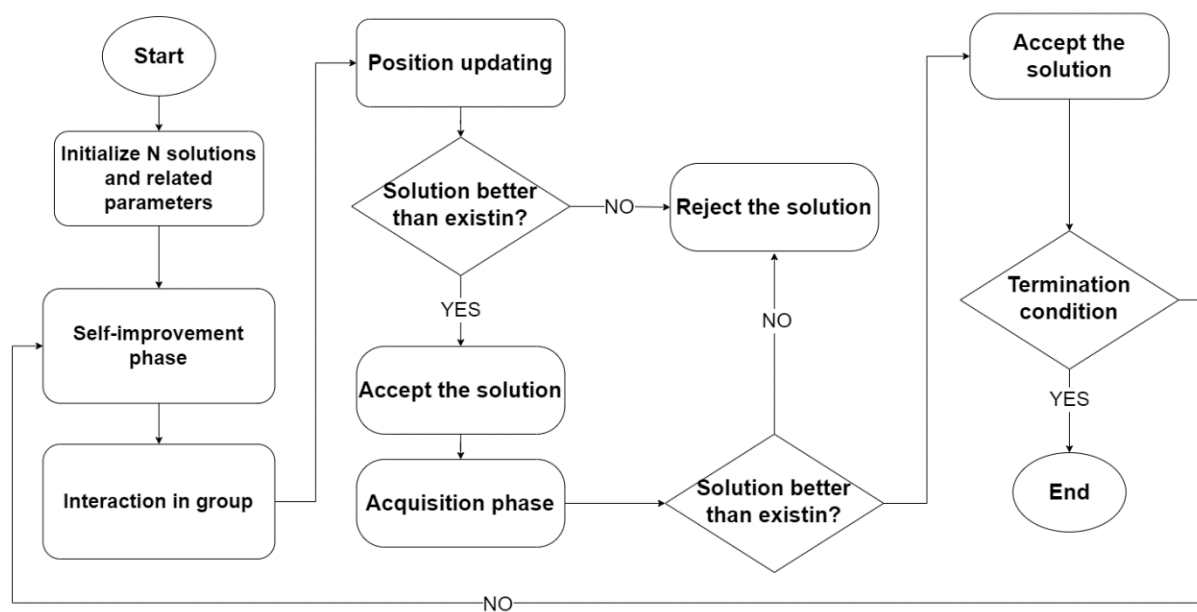 Start
Initialize N solutions
and related
parameters
Self-improvement
phase
Interaction in group
Position updating
Solution better
than existin?
NO
YES
Accept the solution
Acquisition phase
Reject the solution
NO
Solution better
than existin?
Accept the
solution
Termination
condition
YES
End
NO